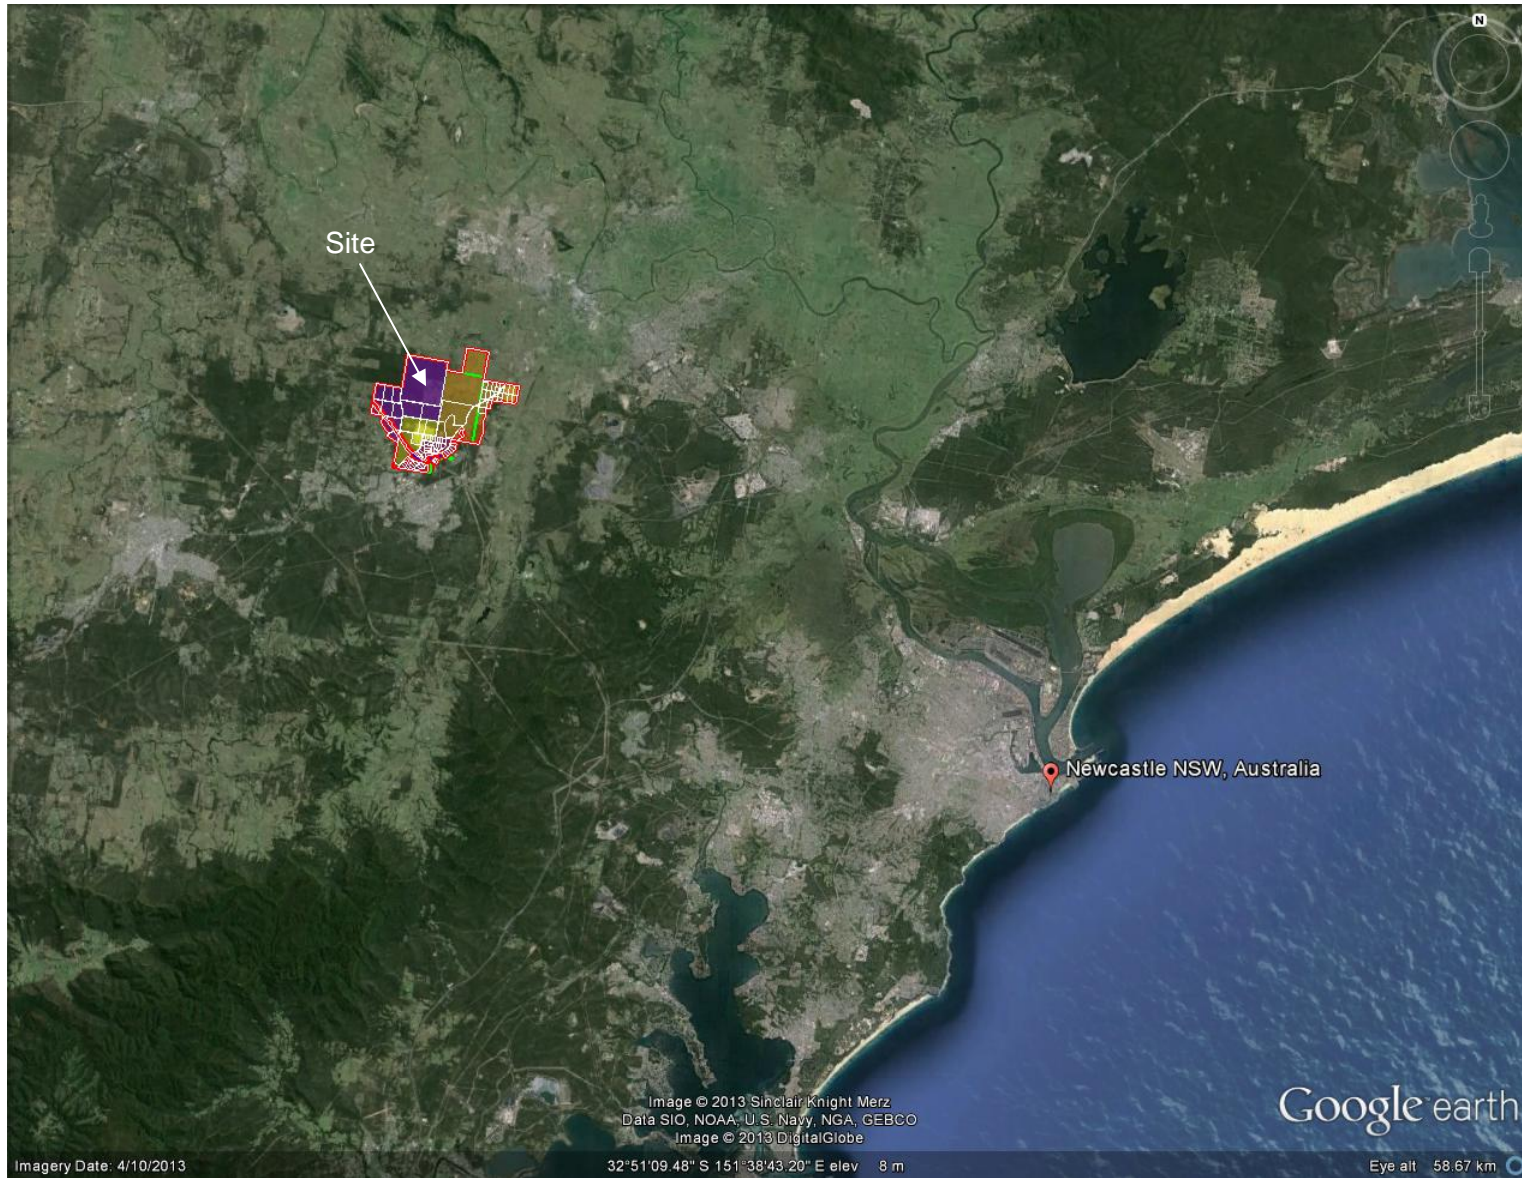 N
Site
Newcastle NSW, Australia
Image © 2013 Sinclair Knight Merz
Data SIO, NOAA, U.S. Navy, NGA, GEBCO
Image © 2013 DigitalGlobe
Google earth
Imagery Date: 4/10/2013
32°51'09.48" S 151°38'43.20" E elev 8 m
Eye alt 58.67 km